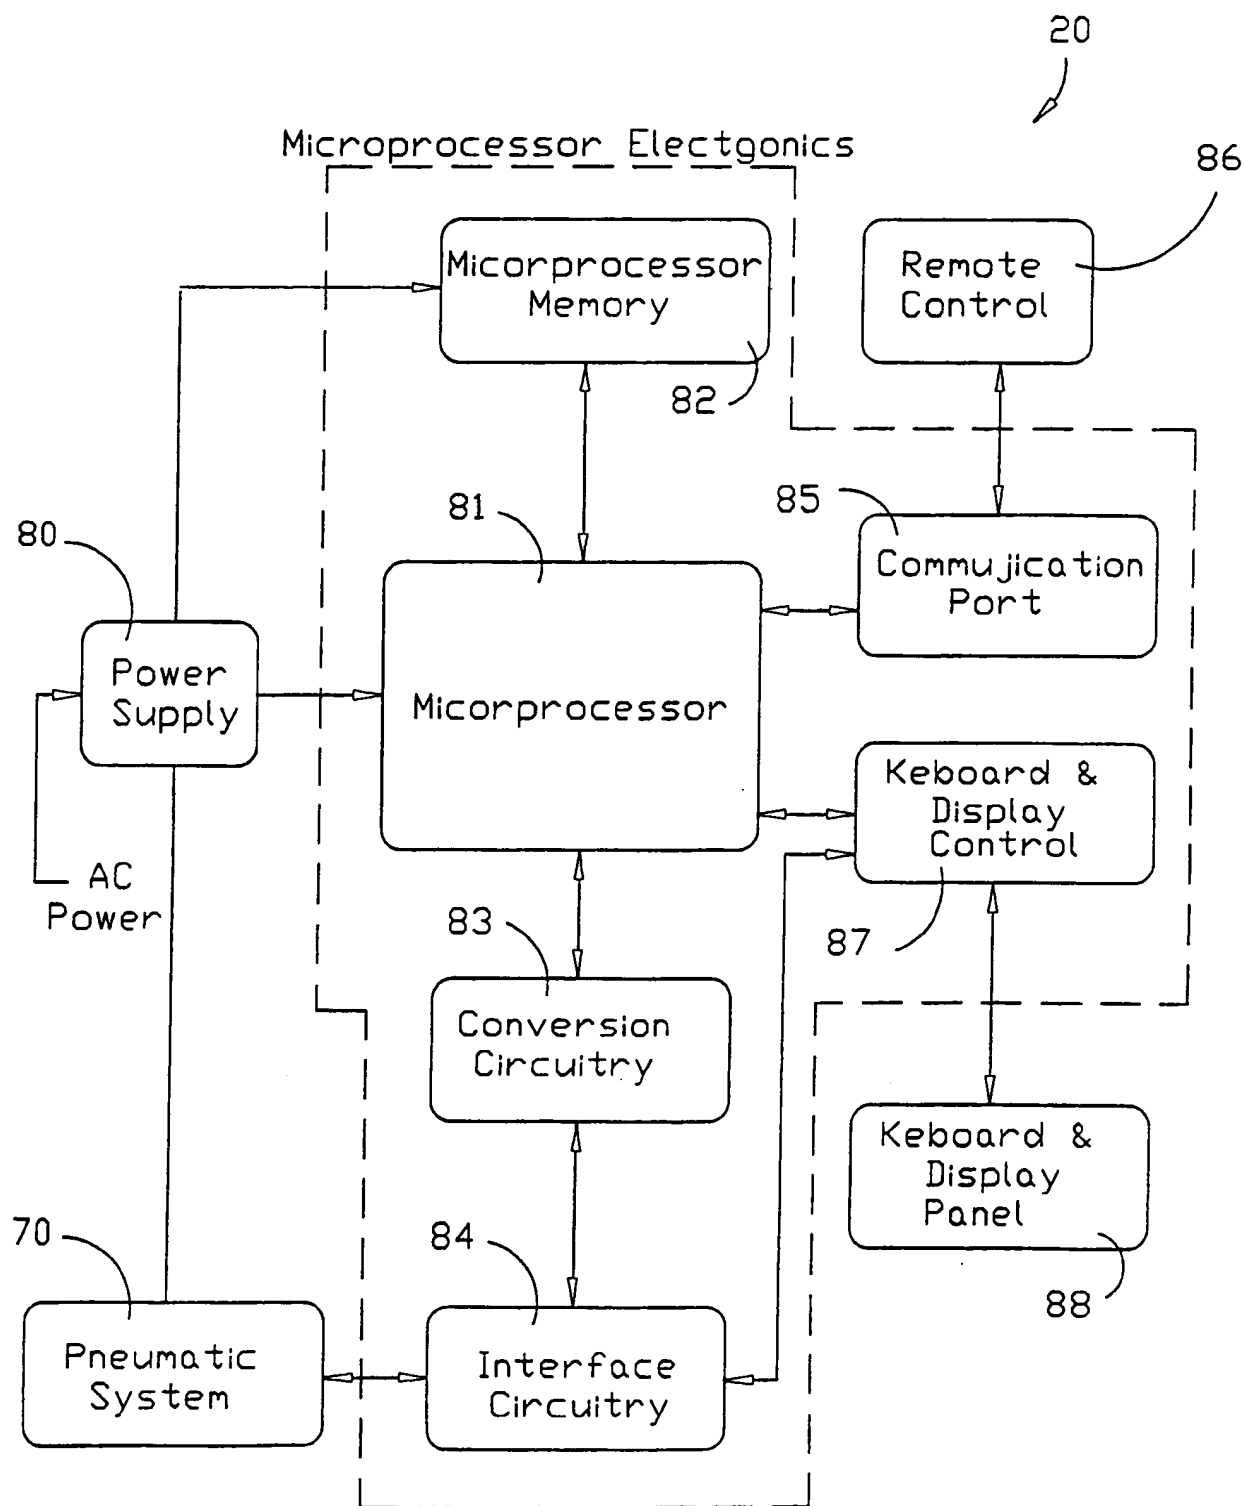 20
Microprocessor Electgonics
86
Micorprocessor
Memory
82
Remote
Control
81
85
80
Commujication
Port
Power
Supply
Micorprocessor
Keboard &
Display
Control
AC
Power
83
87
Conversion
Circuitry
Keboard &
Display
Panel
70
84
88
Pneumatic
System
Interface
Circuitry